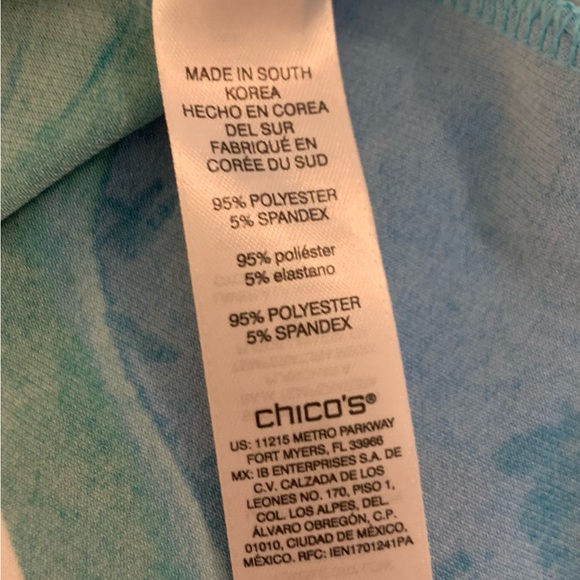 MADE IN SOUTH
KOREA
HECHO EN COREA
DEL SUR
FABRIQUÉ EN
CORÉE DU SUD
95% POLYESTER
5% SPANDEX
95% poliéster
5% elastano
95% POLYESTER
5% SPANDEX
chico's®
US: 11215 METRO PARKWAY
FORT MYERS, FL 33966
MX: IB ENTERPRISES S.A. DE
C.V. CALZADA DE LOS
LEONES NO. 170, PISO 1,
COL. LOS ALPES, DEL.
ÁLVARO OBREGÓN, C.P.
01010, CIUDAD DE MÉXICO,
MÉXICO. RFC: IEN1701241PA